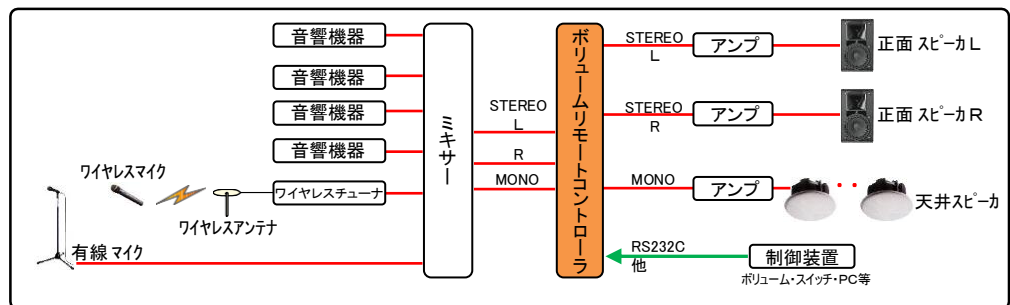 音響機器
音響機器
音響機器
音響機器
ワイヤレスマイク
ワイヤレスアンテナ
ワイヤレスチューナ
有線 マイク
ミキサー
STEREO
L
R
MONO
ボリュームリモートコントローラ
STEREO
L
アンプ
正面 スピーカ L
STEREO
R
アンプ
正面 スピーカ R
MONO
アンプ
天井スピーカ
RS232C
他
制御装置
ボリューム・スイッチ・PC等